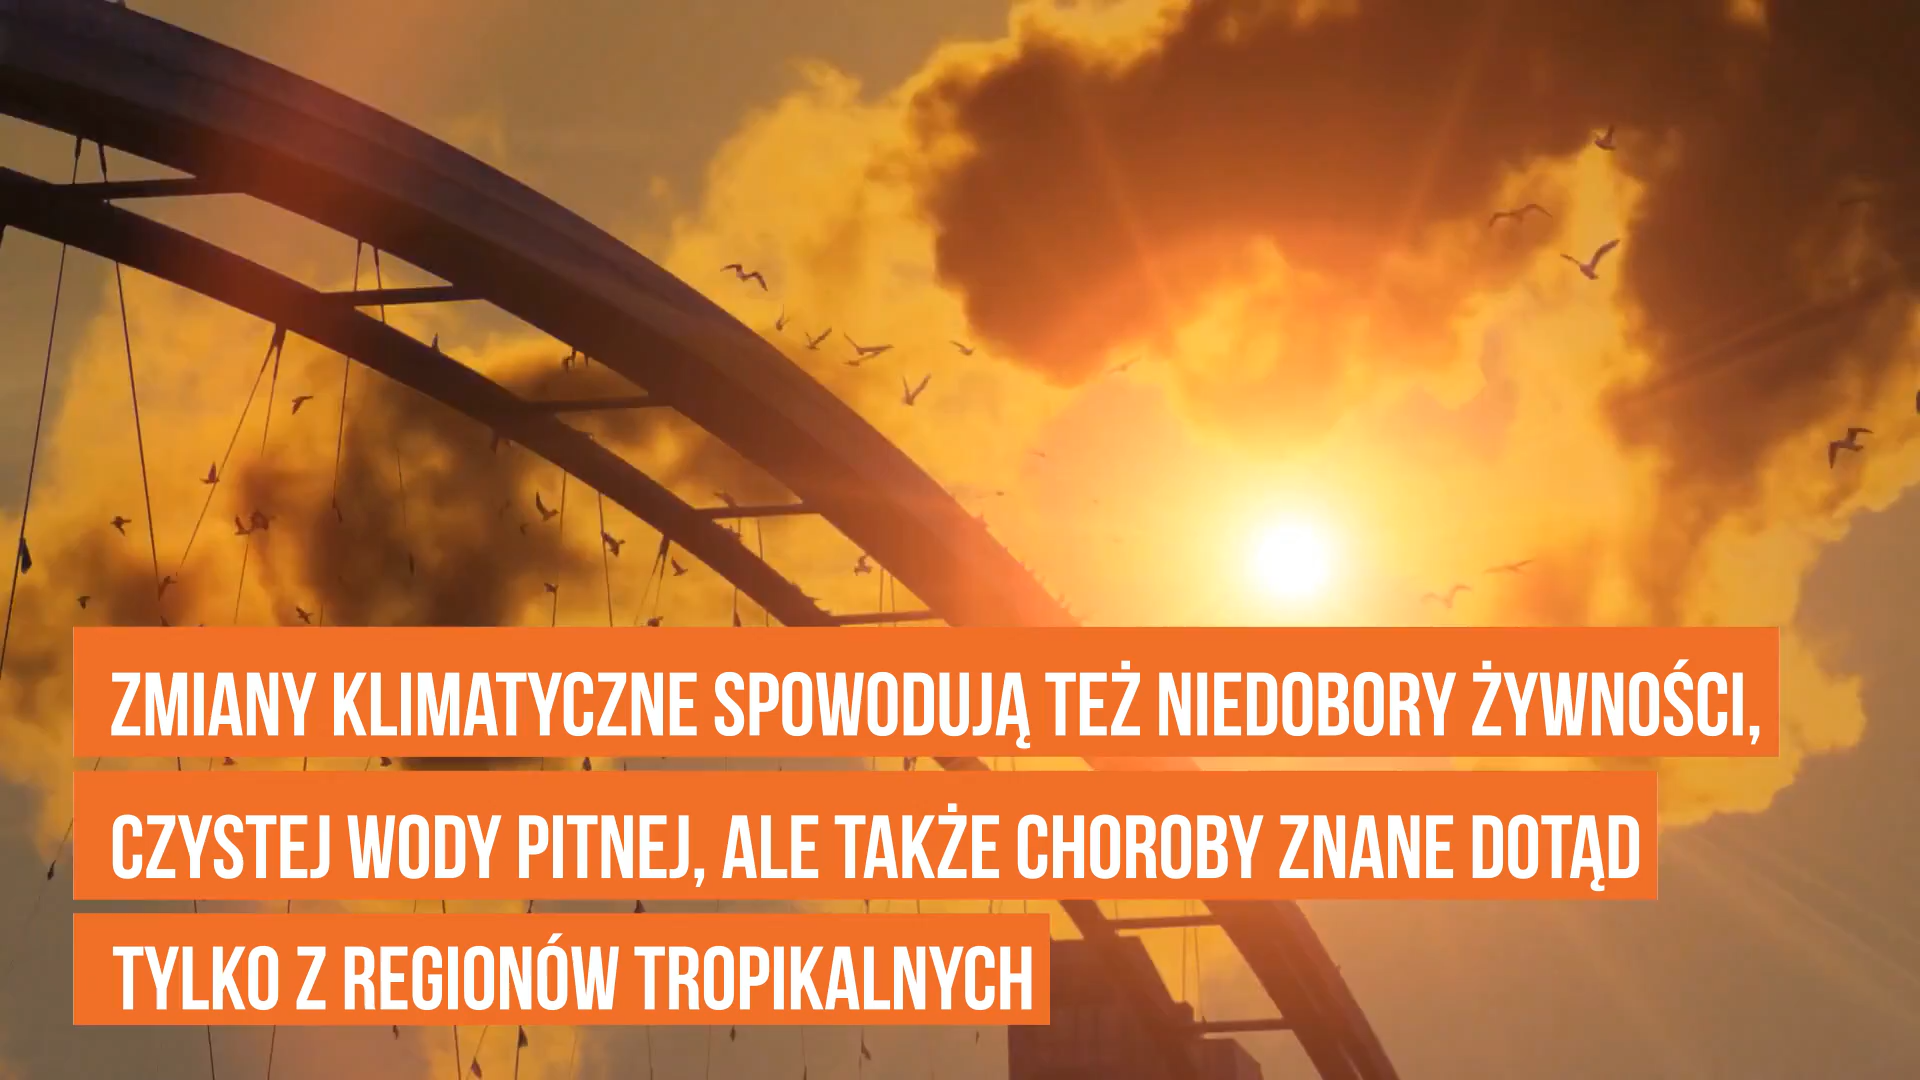 ZMIANY KLIMATYCZNE SPOWODUJĄ TEŻ NIEDOBORY ŻYWNOŚCI,
CZYSTEJ WODY PITNEJ, ALE TAKŻE CHOROBY ZNANE DOTĄD
TYLKO Z REGIONÓW TROPIKALNYCH